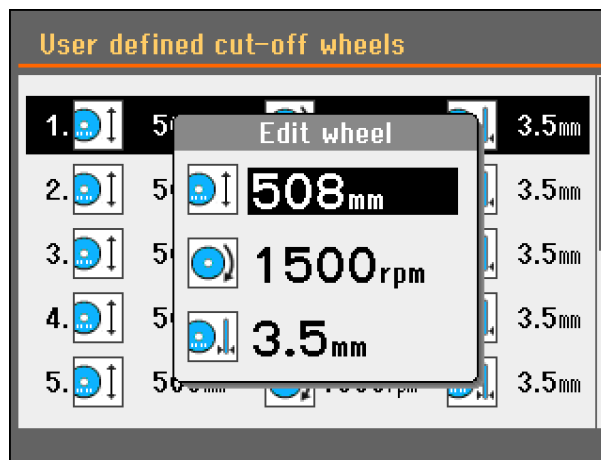 User defined cut-off wheels
Edit wheel
1. 3.5mm
2. 3.5mm
3. 3.5mm
4. 3.5mm
5. 3.5mm
508mm
1500rpm
3.5mm